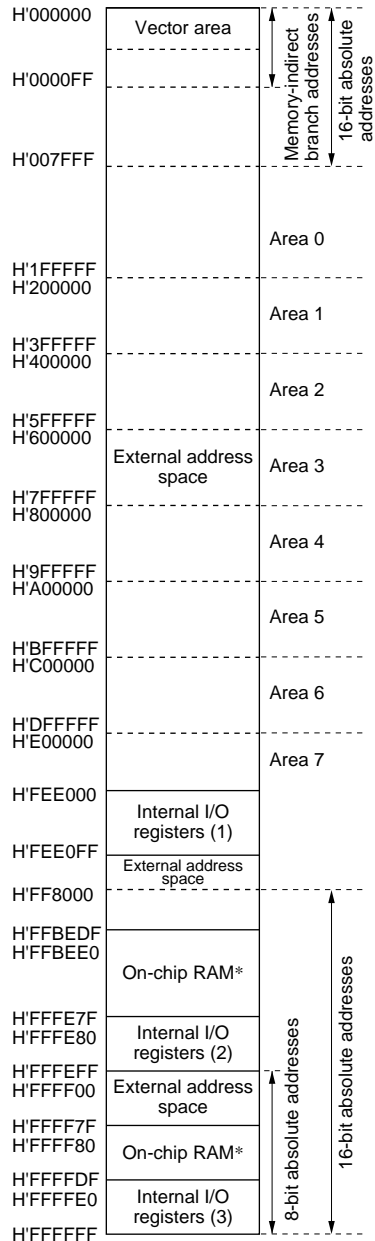 H'000000
Vector area
H'0000FF
Memory-indirect
branch addresses
16-bit absolute
addresses
H'007FFF
Area 0
H'1FFFFF
H'200000
Area 1
H'3FFFFF
H'400000
Area 2
H'5FFFFF
H'600000
External address
space
Area 3
H'7FFFFF
H'800000
Area 4
H'9FFFFF
H'A00000
Area 5
H'BFFFFF
H'C00000
Area 6
H'DFFFFF
H'E00000
Area 7
H'FEE000
Internal I/O
registers (1)
H'FEE0FF
External address
space
H'FF8000
H'FFBEDF
H'FFBEE0
On-chip RAM*
H'FFFE7F
H'FFFE80
Internal I/O
registers (2)
H'FFFEFF
H'FFFF00
External address
space
H'FFFF7F
H'FFFF80
On-chip RAM*
H'FFFFDF
H'FFFFE0
Internal I/O
registers (3)
H'FFFFFF
8-bit absolute addresses
16-bit absolute addresses